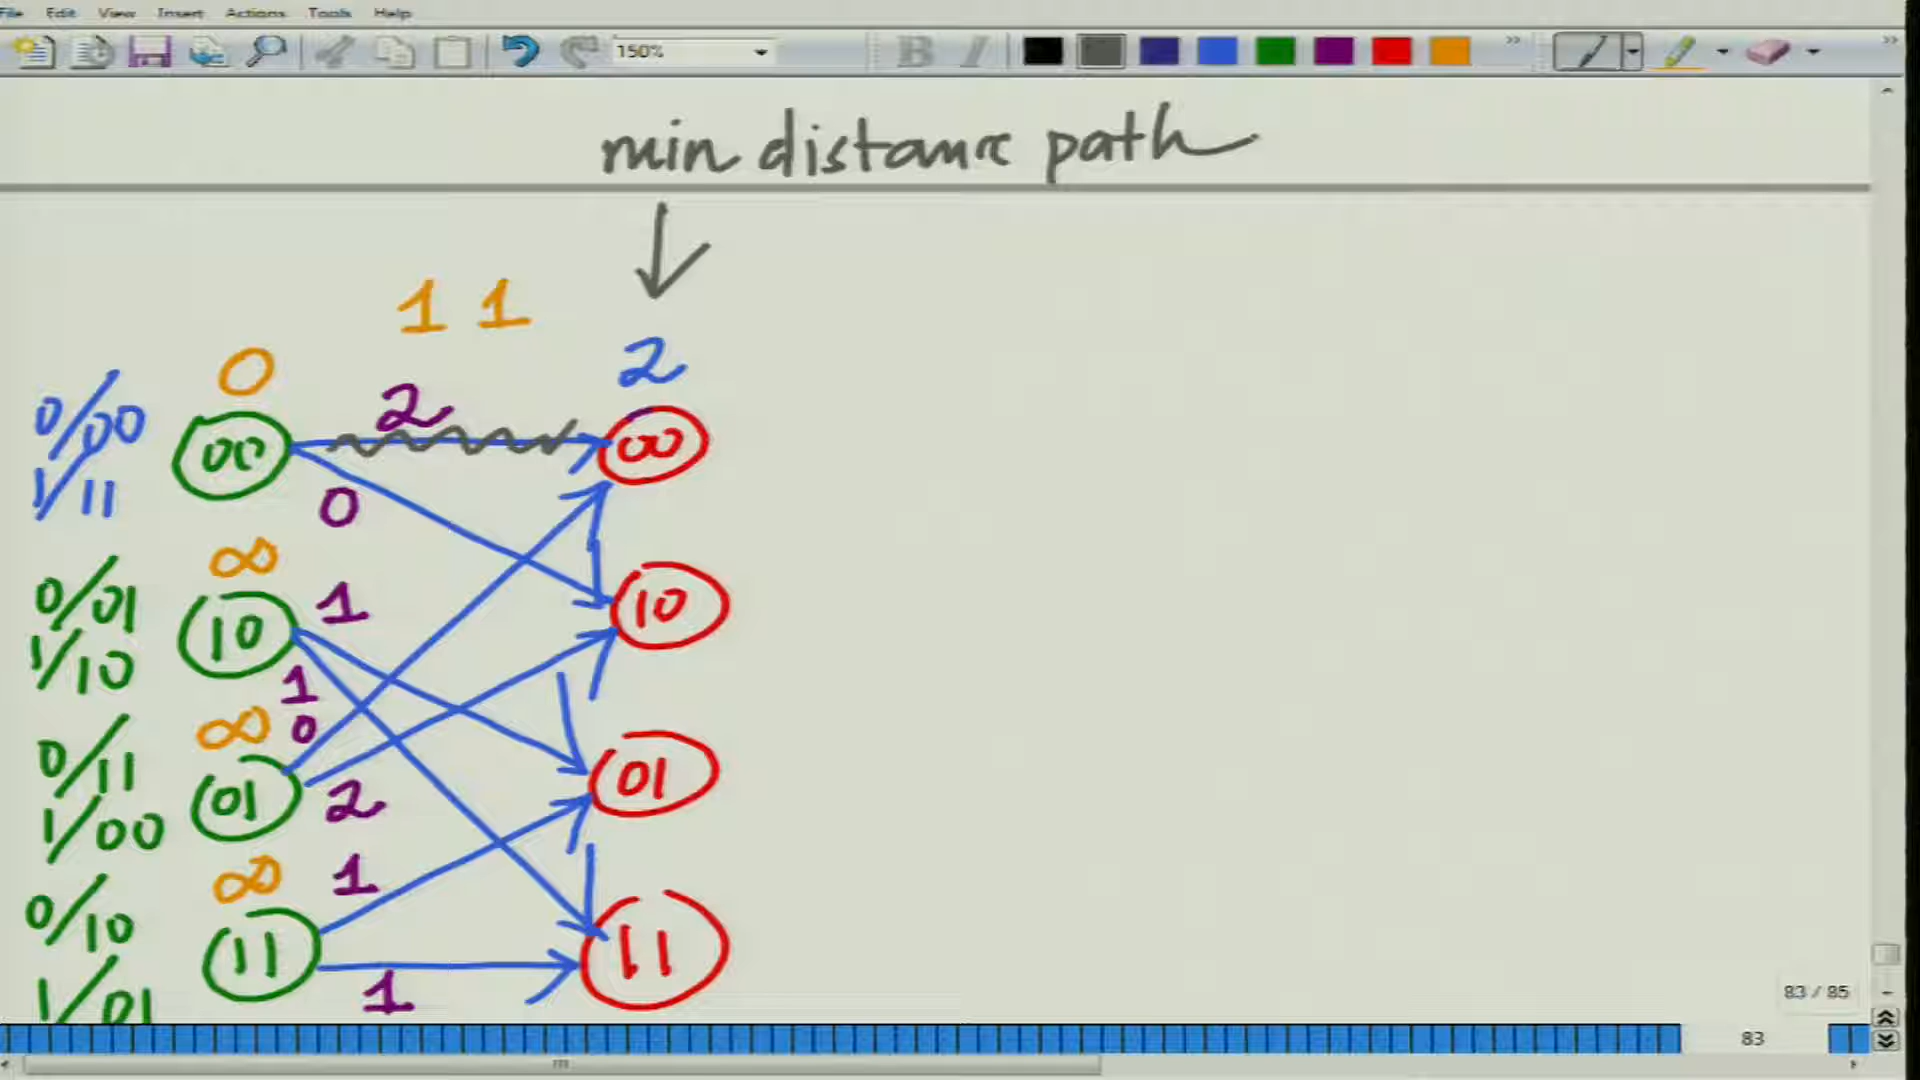 File Edit View Insert Actions Tools Help
150% B I
min distance path
1 1
0 2
0/00 00 2 00
1/11 0
∞
0/01 10 1 10
1/10 1
∞ 0
0/11 01 01
1/00 2
∞ 1
0/10 11 11
1/01 1
83 / 85
83